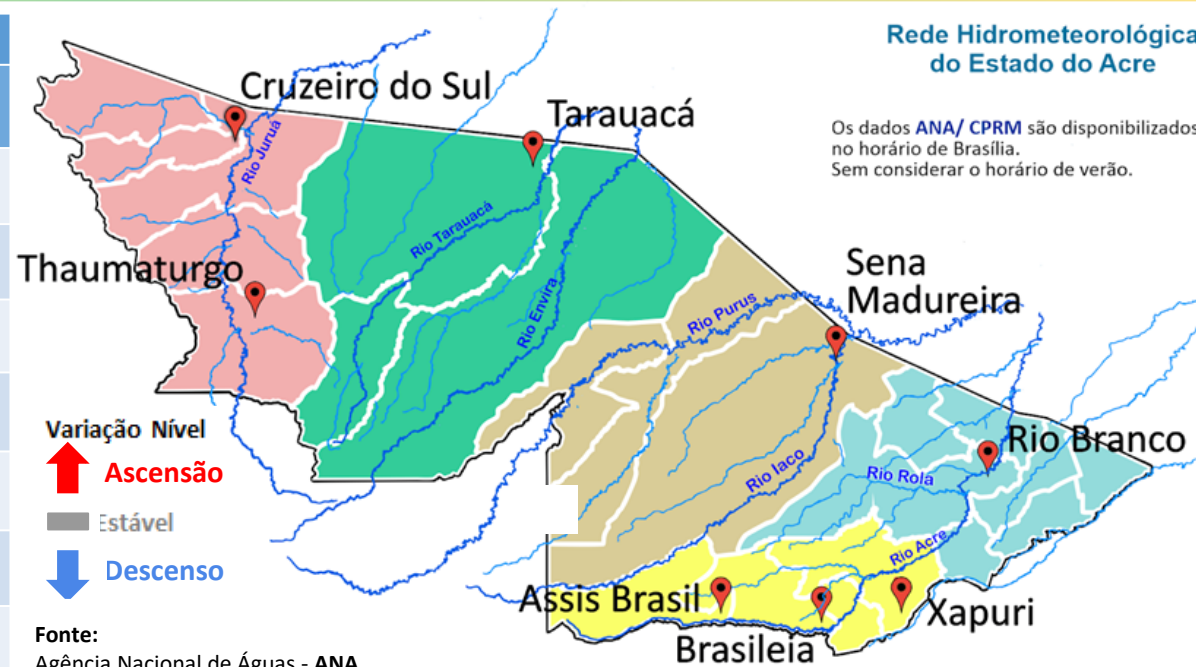 Rede Hidrometeorológica
do Estado do Acre
Os dados ANA/ CPRM são disponibilizados
no horário de Brasília.
Sem considerar o horário de verão.
Cruzeiro do Sul
Tarauacá
Rio Juruá
Rio Tarauacá
Thaumaturgo
Rio Envira
Sena
Madureira
Rio Purus
Variação Nível
Ascensão
Estável
Descenso
Rio Branco
Rio Iaco
Rio Rola
Rio Acre
Assis Brasil
Xapuri
Brasileia
Fonte:
Agência Nacional de Águas - ANA